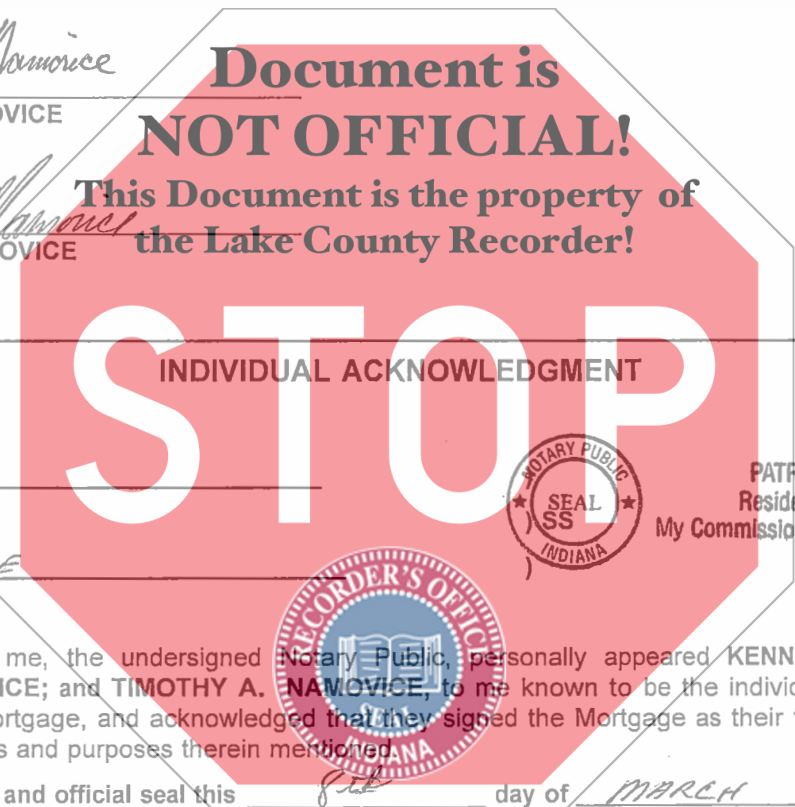 Namovice
OVICE
Document is
NOT OFFICIAL!
This Document is the property of
the Lake County Recorder!
Namovice
OVICE
STOP
INDIVIDUAL ACKNOWLEDGMENT
NOTARY PUBLIC
SEAL
INDIANA
) SS
)
PATR
Reside
My Commissio
E
RECORDER'S OFFICE
SEAL
INDIANA
me, the undersigned Notary Public, personally appeared KENN
ICE; and TIMOTHY A. NAMOVICE, to me known to be the individ
ortgage, and acknowledged that they signed the Mortgage as their
s and purposes therein mentioned.
and official seal this 8th day of MARCH